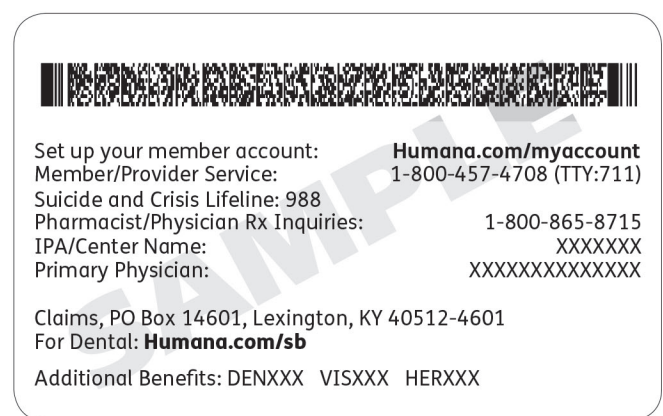 Set up your member account: Humana.com/myaccount
Member/Provider Service: 1-800-457-4708 (TTY:711)
Suicide and Crisis Lifeline: 988
Pharmacist/Physician Rx Inquiries: 1-800-865-8715
IPA/Center Name: XXXXXXX
Primary Physician: XXXXXXXXXXXXXX
Claims, PO Box 14601, Lexington, KY 40512-4601
For Dental: Humana.com/sb
Additional Benefits: DENXXX VISXXX HERXXX
SAMPLE